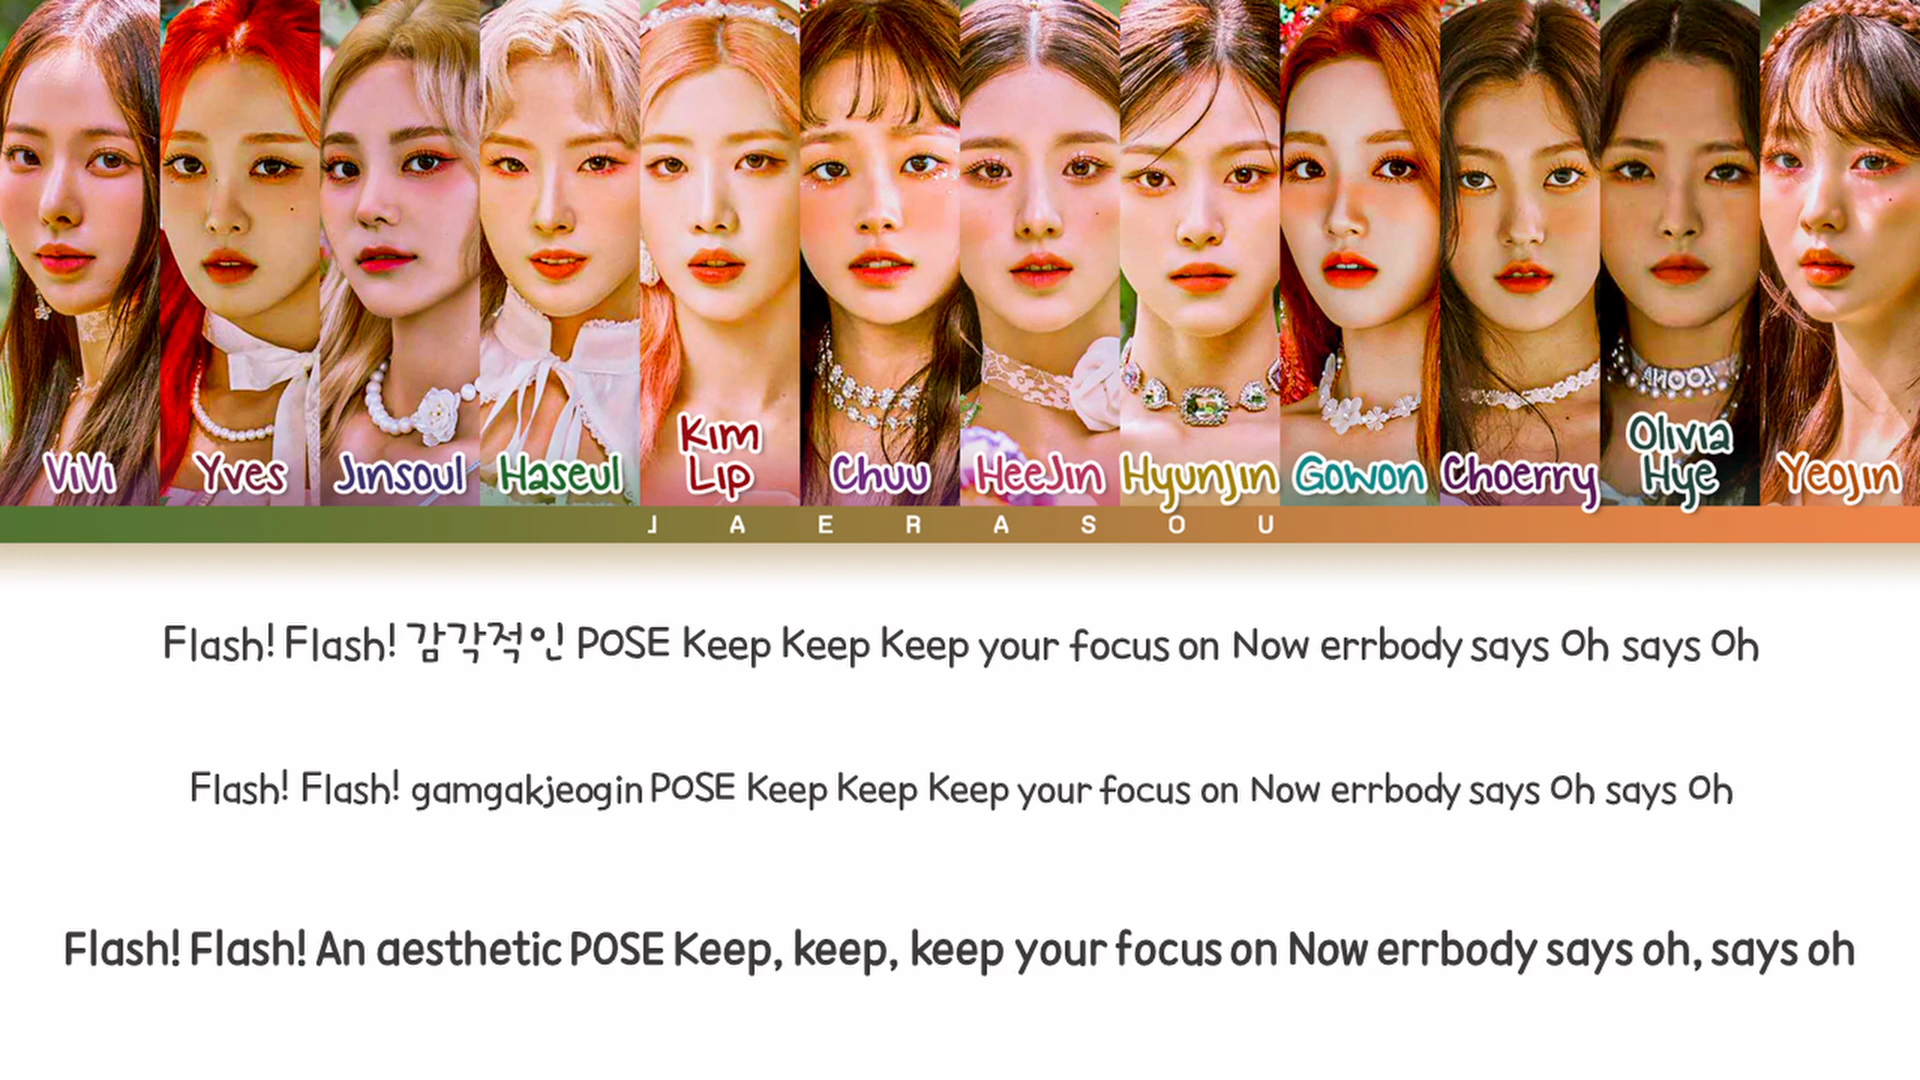 ViVi
Yves
Jinsoul
Haseul
Kim
Lip
Chuu
HeeJin
Hyunjin
Gowon
Choerry
Olivia
Hye
Yeojin
JAERASOU
Flash! Flash! 감각적인 POSE Keep Keep Keep your focus on Now errbody says Oh says Oh
Flash! Flash! gamgakjeogin POSE Keep Keep Keep your focus on Now errbody says Oh says Oh
Flash! Flash! An aesthetic POSE Keep, keep, keep your focus on Now errbody says oh, says oh